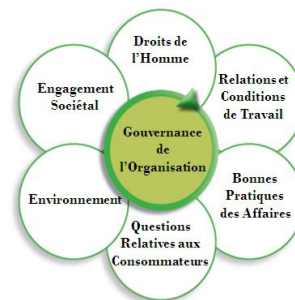 Droits de
l'Homme
Relations et
Conditions
de Travail
Bonnes
Pratiques
des Affaires
Questions
Relatives aux
Consommateurs
Environnement
Engagement
Sociétal
Gouvernance
de
l'Organisation